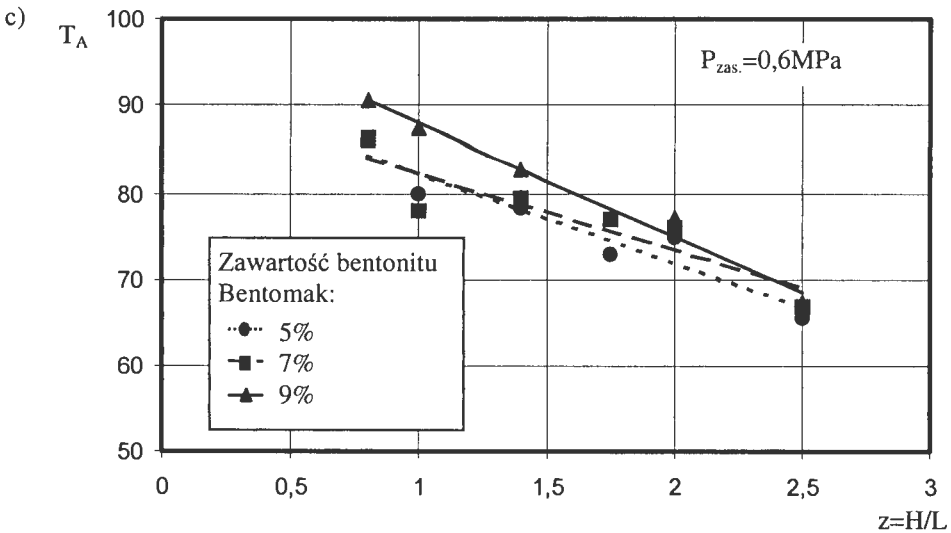 c)
T_A
100
90
80
70
60
50
P_zas.=0,6MPa
Zawartość bentonitu
Bentomak:
5%
7%
9%
0 0,5 1 1,5 2 2,5 3
z=H/L